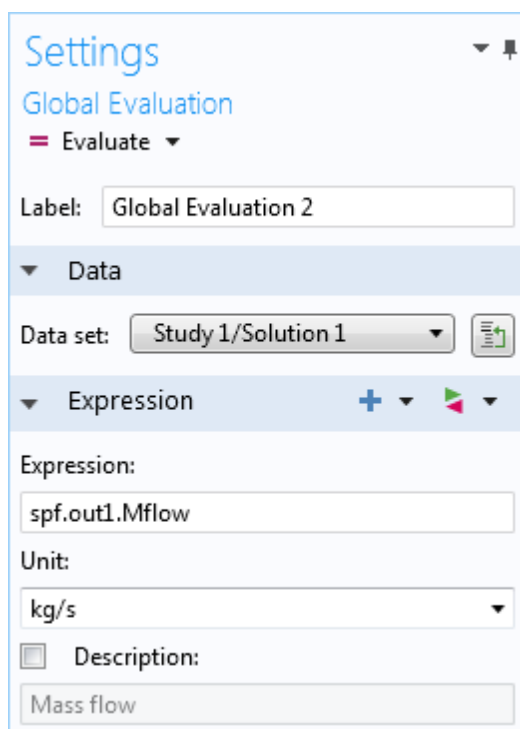 Settings
Global Evaluation
= Evaluate
Label: Global Evaluation 2
Data
Data set: Study 1/Solution 1
Expression
Expression:
spf.out1.Mflow
Unit:
kg/s
Description:
Mass flow